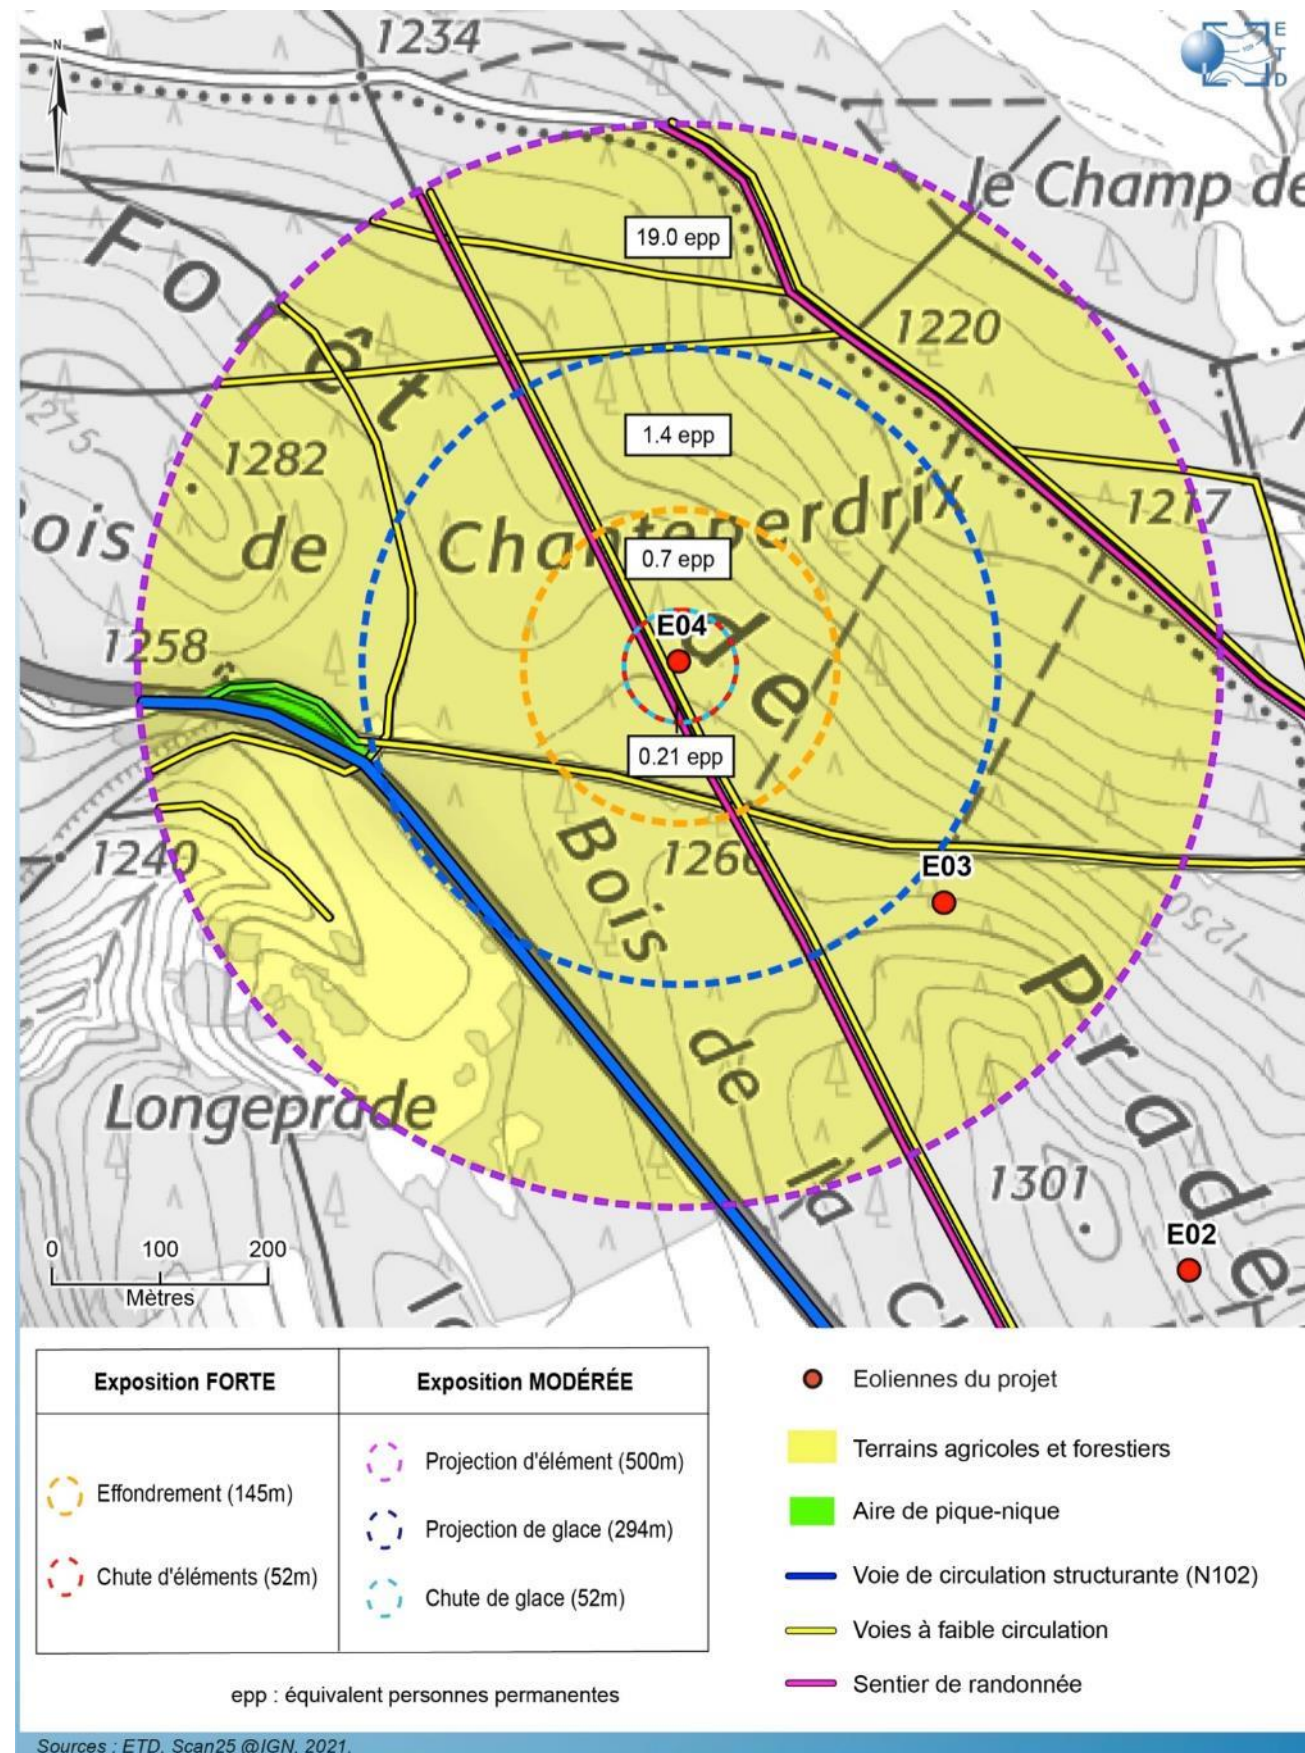 1234
N
E
T
D
le Champ de
19.0 epp
Forêt
1220
1275
1.4 epp
1282
1217
ois
de
Chanteperdrix
0.7 epp
E04
de
1258
0.21 epp
1240
1266
E03
Bois
1250
de
Prade
Longeprade
la
1301
E02
0 100 200
Mètres
Exposition FORTE
Exposition MODÉRÉE
Effondrement (145m)
Chute d'éléments (52m)
Projection d'élément (500m)
Projection de glace (294m)
Chute de glace (52m)
epp : équivalent personnes permanentes
Eoliennes du projet
Terrains agricoles et forestiers
Aire de pique-nique
Voie de circulation structurante (N102)
Voies à faible circulation
Sentier de randonnée
Sources : ETD, Scan25 @IGN, 2021.